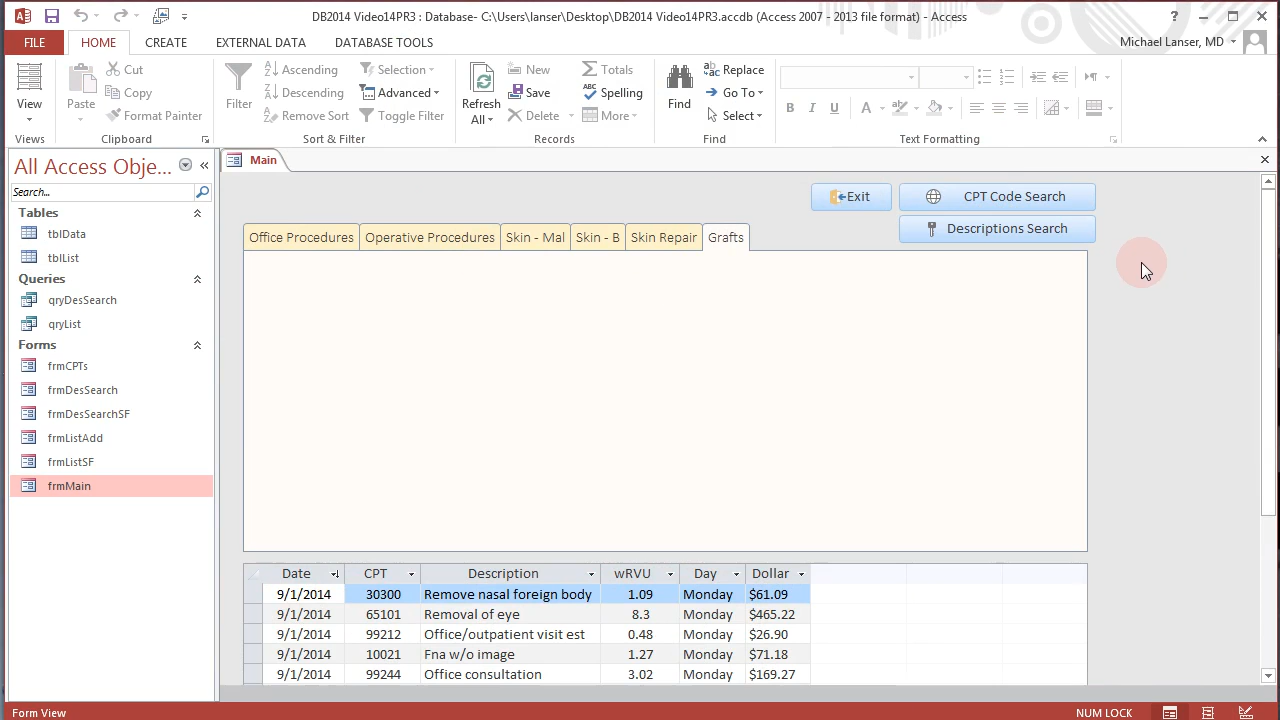 DB2014 Video14PR3 : Database- C:\Users\lanser\Desktop\DB2014 Video14PR3.accdb (Access 2007 - 2013 file format) - Access
FILE HOME CREATE EXTERNAL DATA DATABASE TOOLS Michael Lanser, MD
View
Views
Paste
Cut
Copy
Format Painter
Clipboard
Filter
Ascending
Descending
Remove Sort
Selection
Advanced
Toggle Filter
Sort & Filter
Refresh
All
New
Save
Delete
Totals
Spelling
More
Records
Find
Replace
Go To
Select
Find
B I U A
Text Formatting
All Access Obje...
Search...
Tables
tblData
tblList
Queries
qryDesSearch
qryList
Forms
frmCPTs
frmDesSearch
frmDesSearchSF
frmListAdd
frmListSF
frmMain
Main
Exit CPT Code Search
Descriptions Search
Office Procedures Operative Procedures Skin - Mal Skin - B Skin Repair Grafts
Date CPT Description wRVU Day Dollar
9/1/2014 30300 Remove nasal foreign body 1.09 Monday $61.09
9/1/2014 65101 Removal of eye 8.3 Monday $465.22
9/1/2014 99212 Office/outpatient visit est 0.48 Monday $26.90
9/1/2014 10021 Fna w/o image 1.27 Monday $71.18
9/1/2014 99244 Office consultation 3.02 Monday $169.27
Form View NUM LOCK